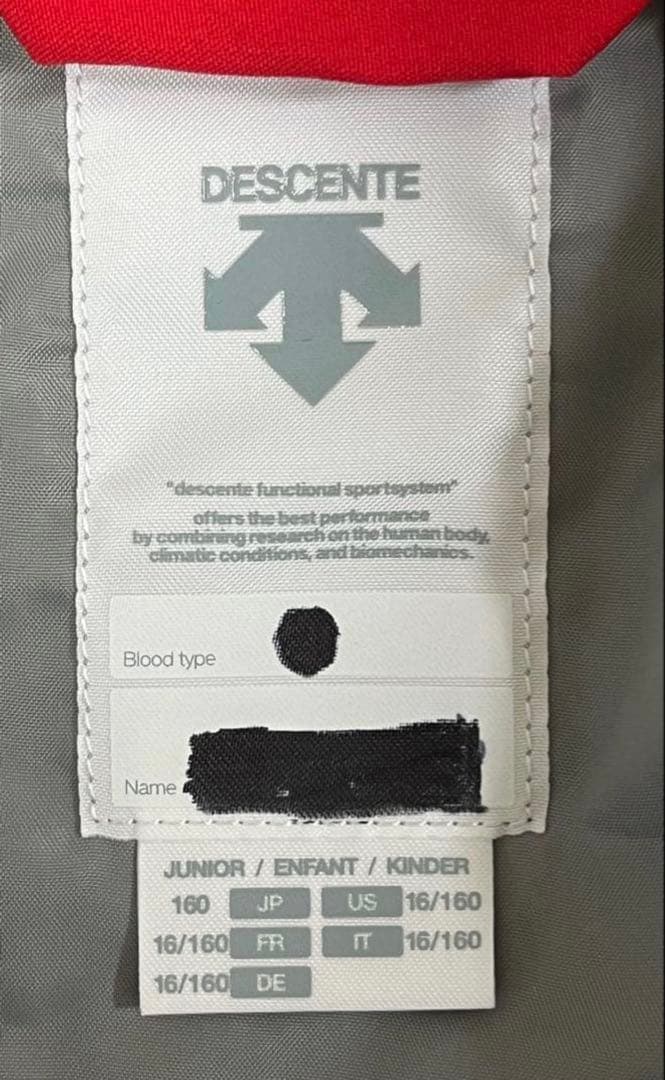 DESCENTE
"descente functional sportsystem"
offers the best performance
by combining research on the human body,
climatic conditions, and biomechanics.
Blood type
Name
JUNIOR / ENFANT / KINDER
160 JP US 16/160
16/160 FR IT 16/160
16/160 DE